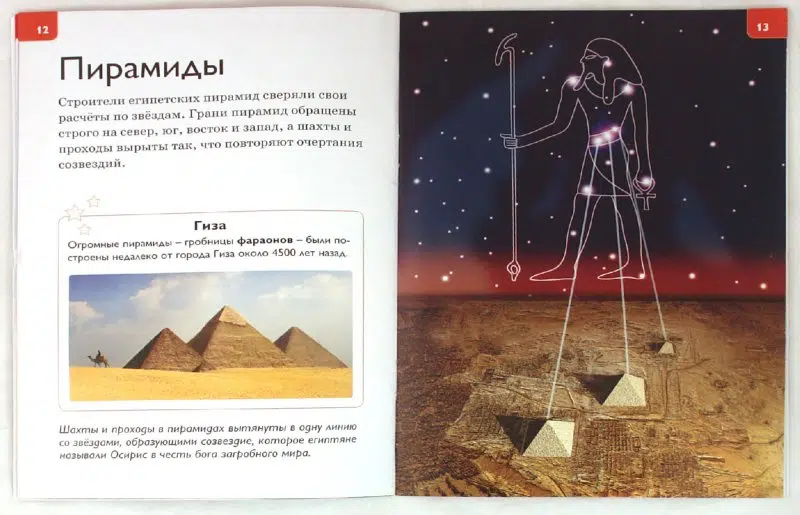 12
Пирамиды
Строители египетских пирамид сверяли свои
расчёты по звёздам. Грани пирамид обращены
строго на север, юг, восток и запад, а шахты и
проходы вырыты так, что повторяют очертания
созвездий.
Гиза
Огромные пирамиды – гробницы фараонов – были по-
строены недалеко от города Гиза около 4500 лет назад.
Шахты и проходы в пирамидах вытянуты в одну линию
со звёздами, образующими созвездие, которое египтяне
называли Осирис в честь бога загробного мира.
13